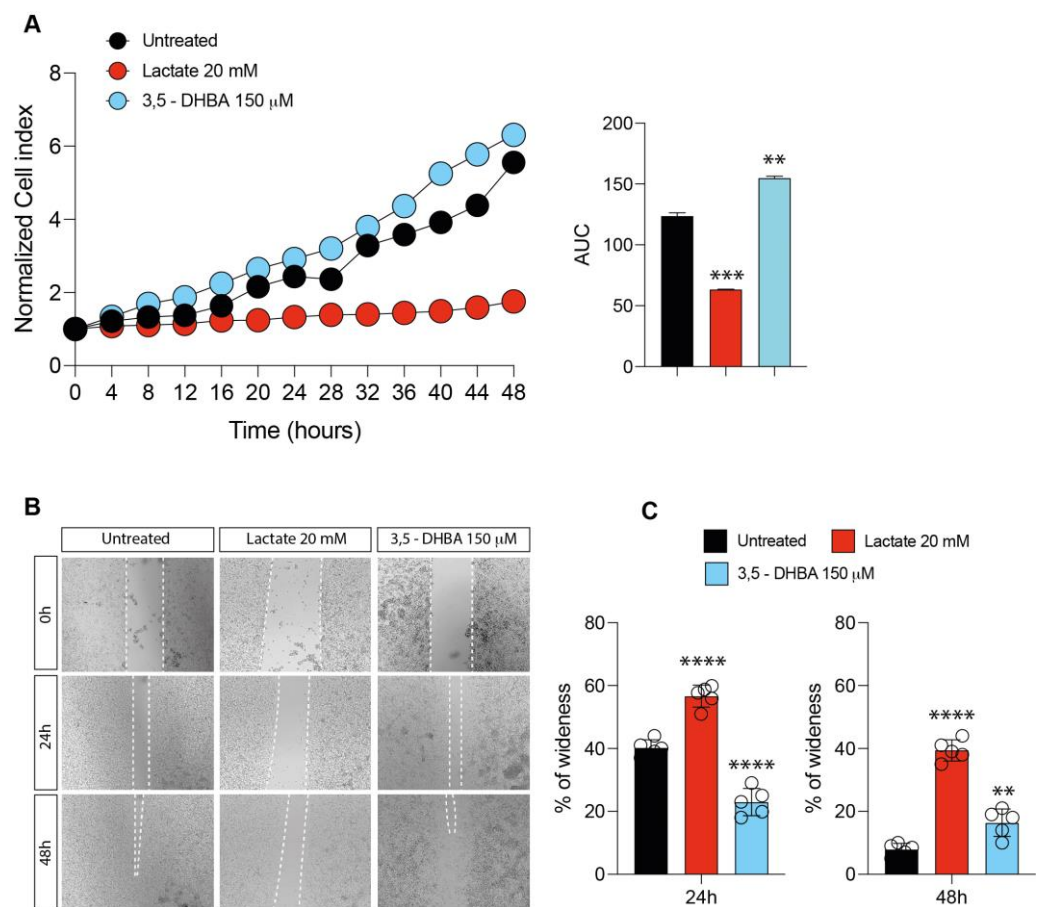 A
Untreated
Lactate 20 mM
3,5 - DHBA 150 μM
Normalized Cell index
8
6
4
2
0
0 4 8 12 16 20 24 28 32 36 40 44 48
Time (hours)
AUC
200
150
100
50
0
***
**
B
Untreated Lactate 20 mM 3,5 - DHBA 150 μM
0h
24h
48h
C
Untreated Lactate 20 mM
3,5 - DHBA 150 μM
% of wideness
80
60
40
20
0
****
****
24h
% of wideness
80
60
40
20
0
****
**
48h